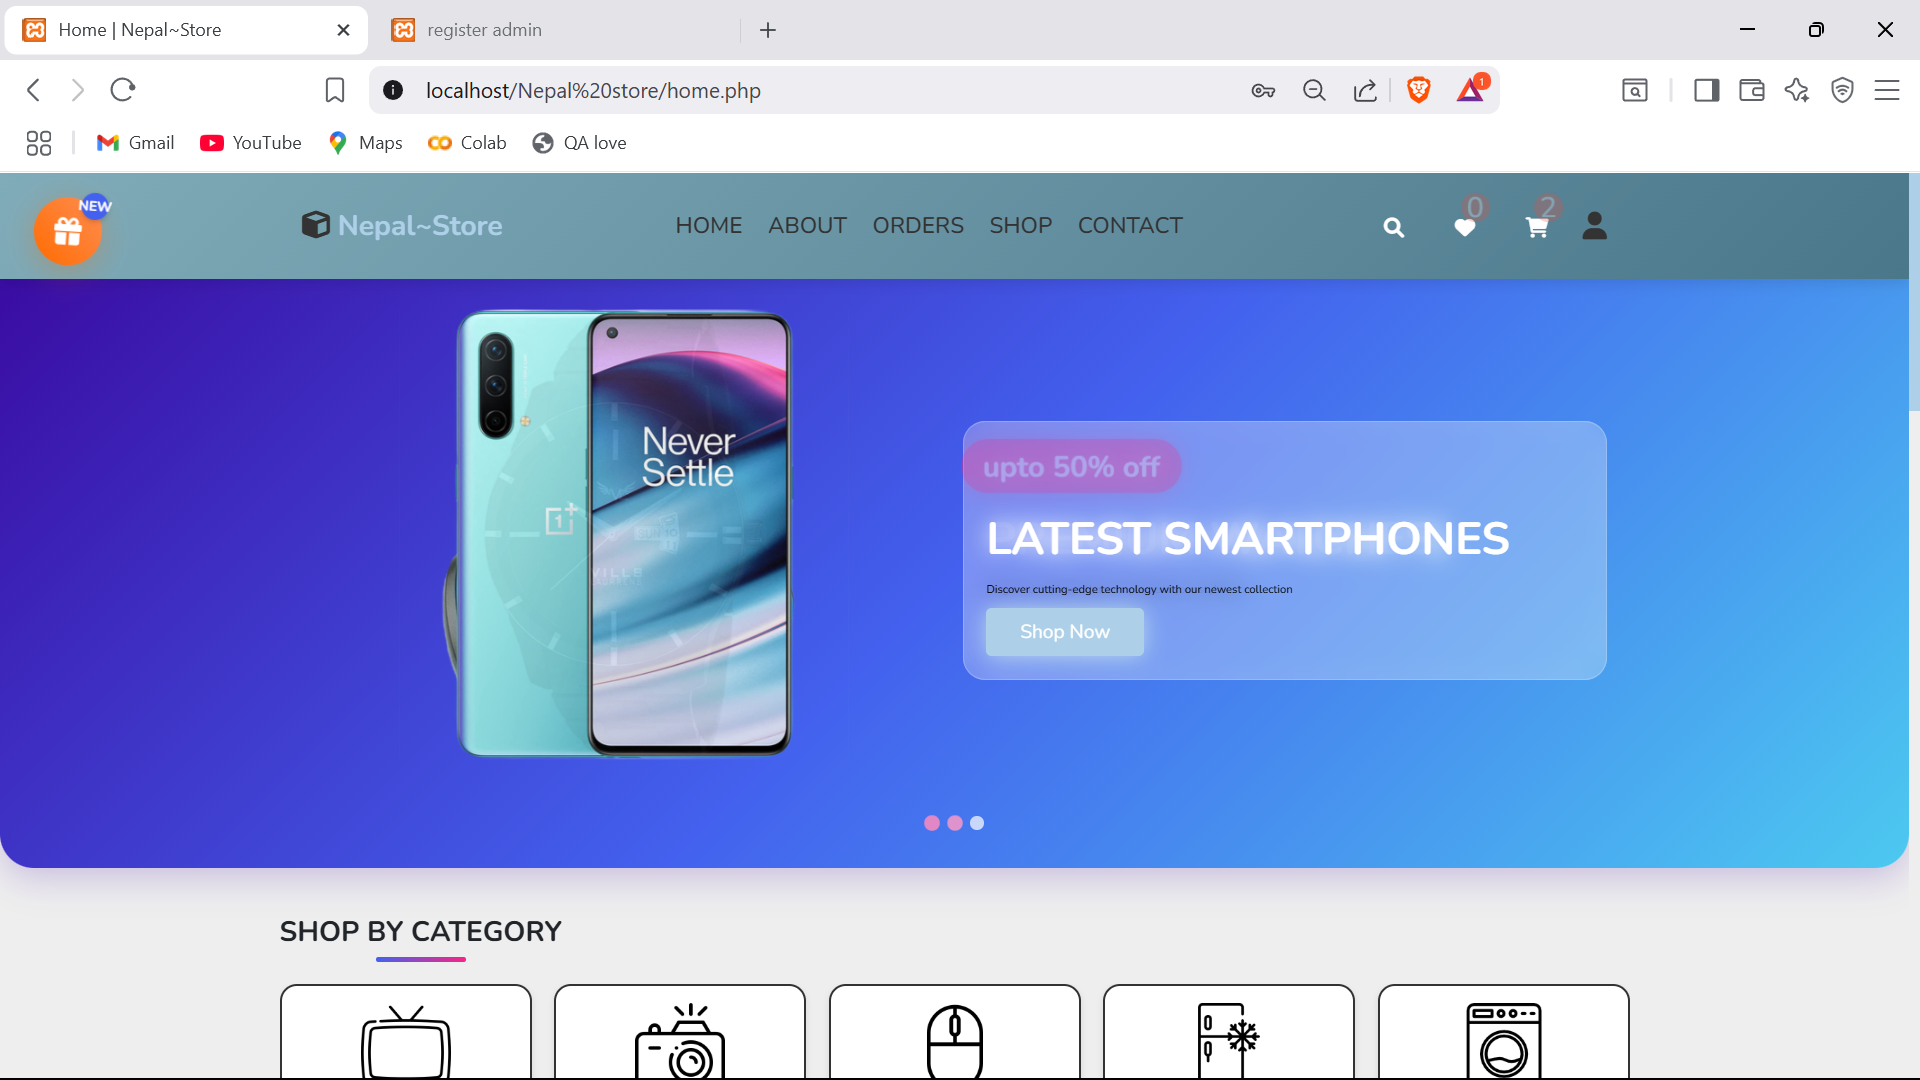 Home | Nepal~Store
register admin
localhost/Nepal%20store/home.php
1
Gmail
YouTube
Maps
Colab
QA love
NEW
Nepal~Store
HOME
ABOUT
ORDERS
SHOP
CONTACT
0
2
Never
Settle
1
upto 50% off
LATEST SMARTPHONES
Discover cutting-edge technology with our newest collection
Shop Now
SHOP BY CATEGORY